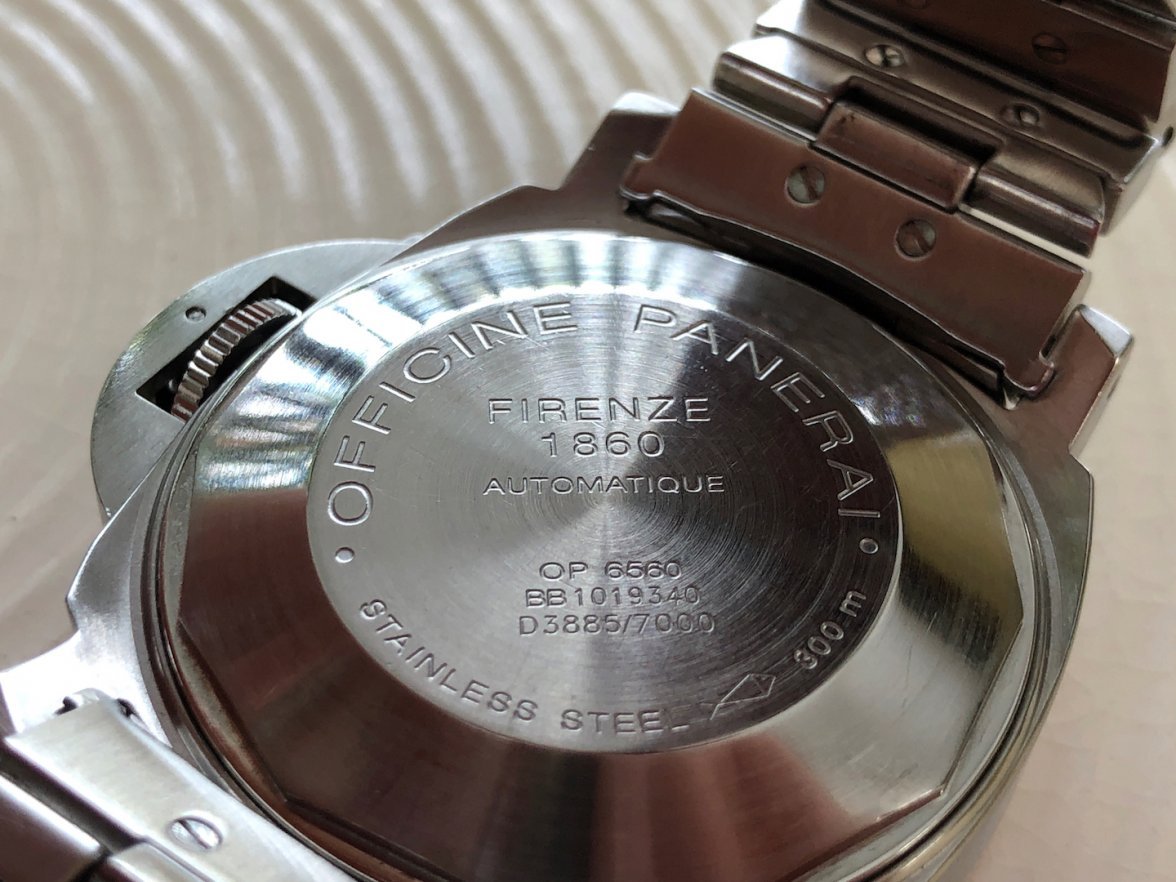 OFFICINE PANERAI
FIRENZE
1860
AUTOMATIQUE
OP 6560
BB1019340
D3885/7000
STAINLESS STEEL
300 m